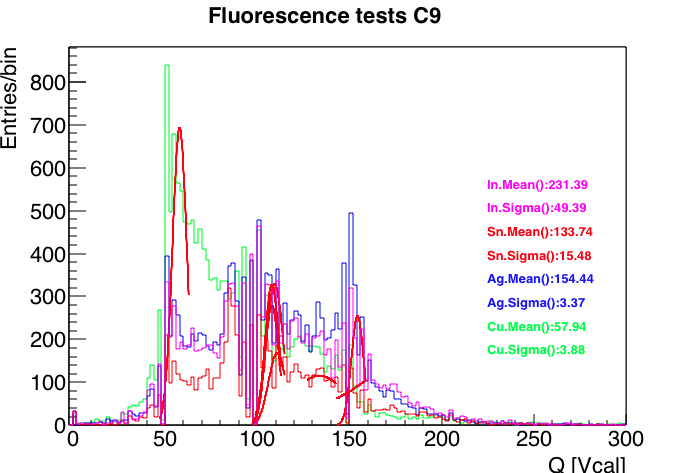 Fluorescence tests C9
Entries/bin
800
700
600
500
400
300
200
100
0
In.Mean():231.39
In.Sigma():49.39
Sn.Mean():133.74
Sn.Sigma():15.48
Ag.Mean():154.44
Ag.Sigma():3.37
Cu.Mean():57.94
Cu.Sigma():3.88
0 50 100 150 200 250 300
Q [Vcal]